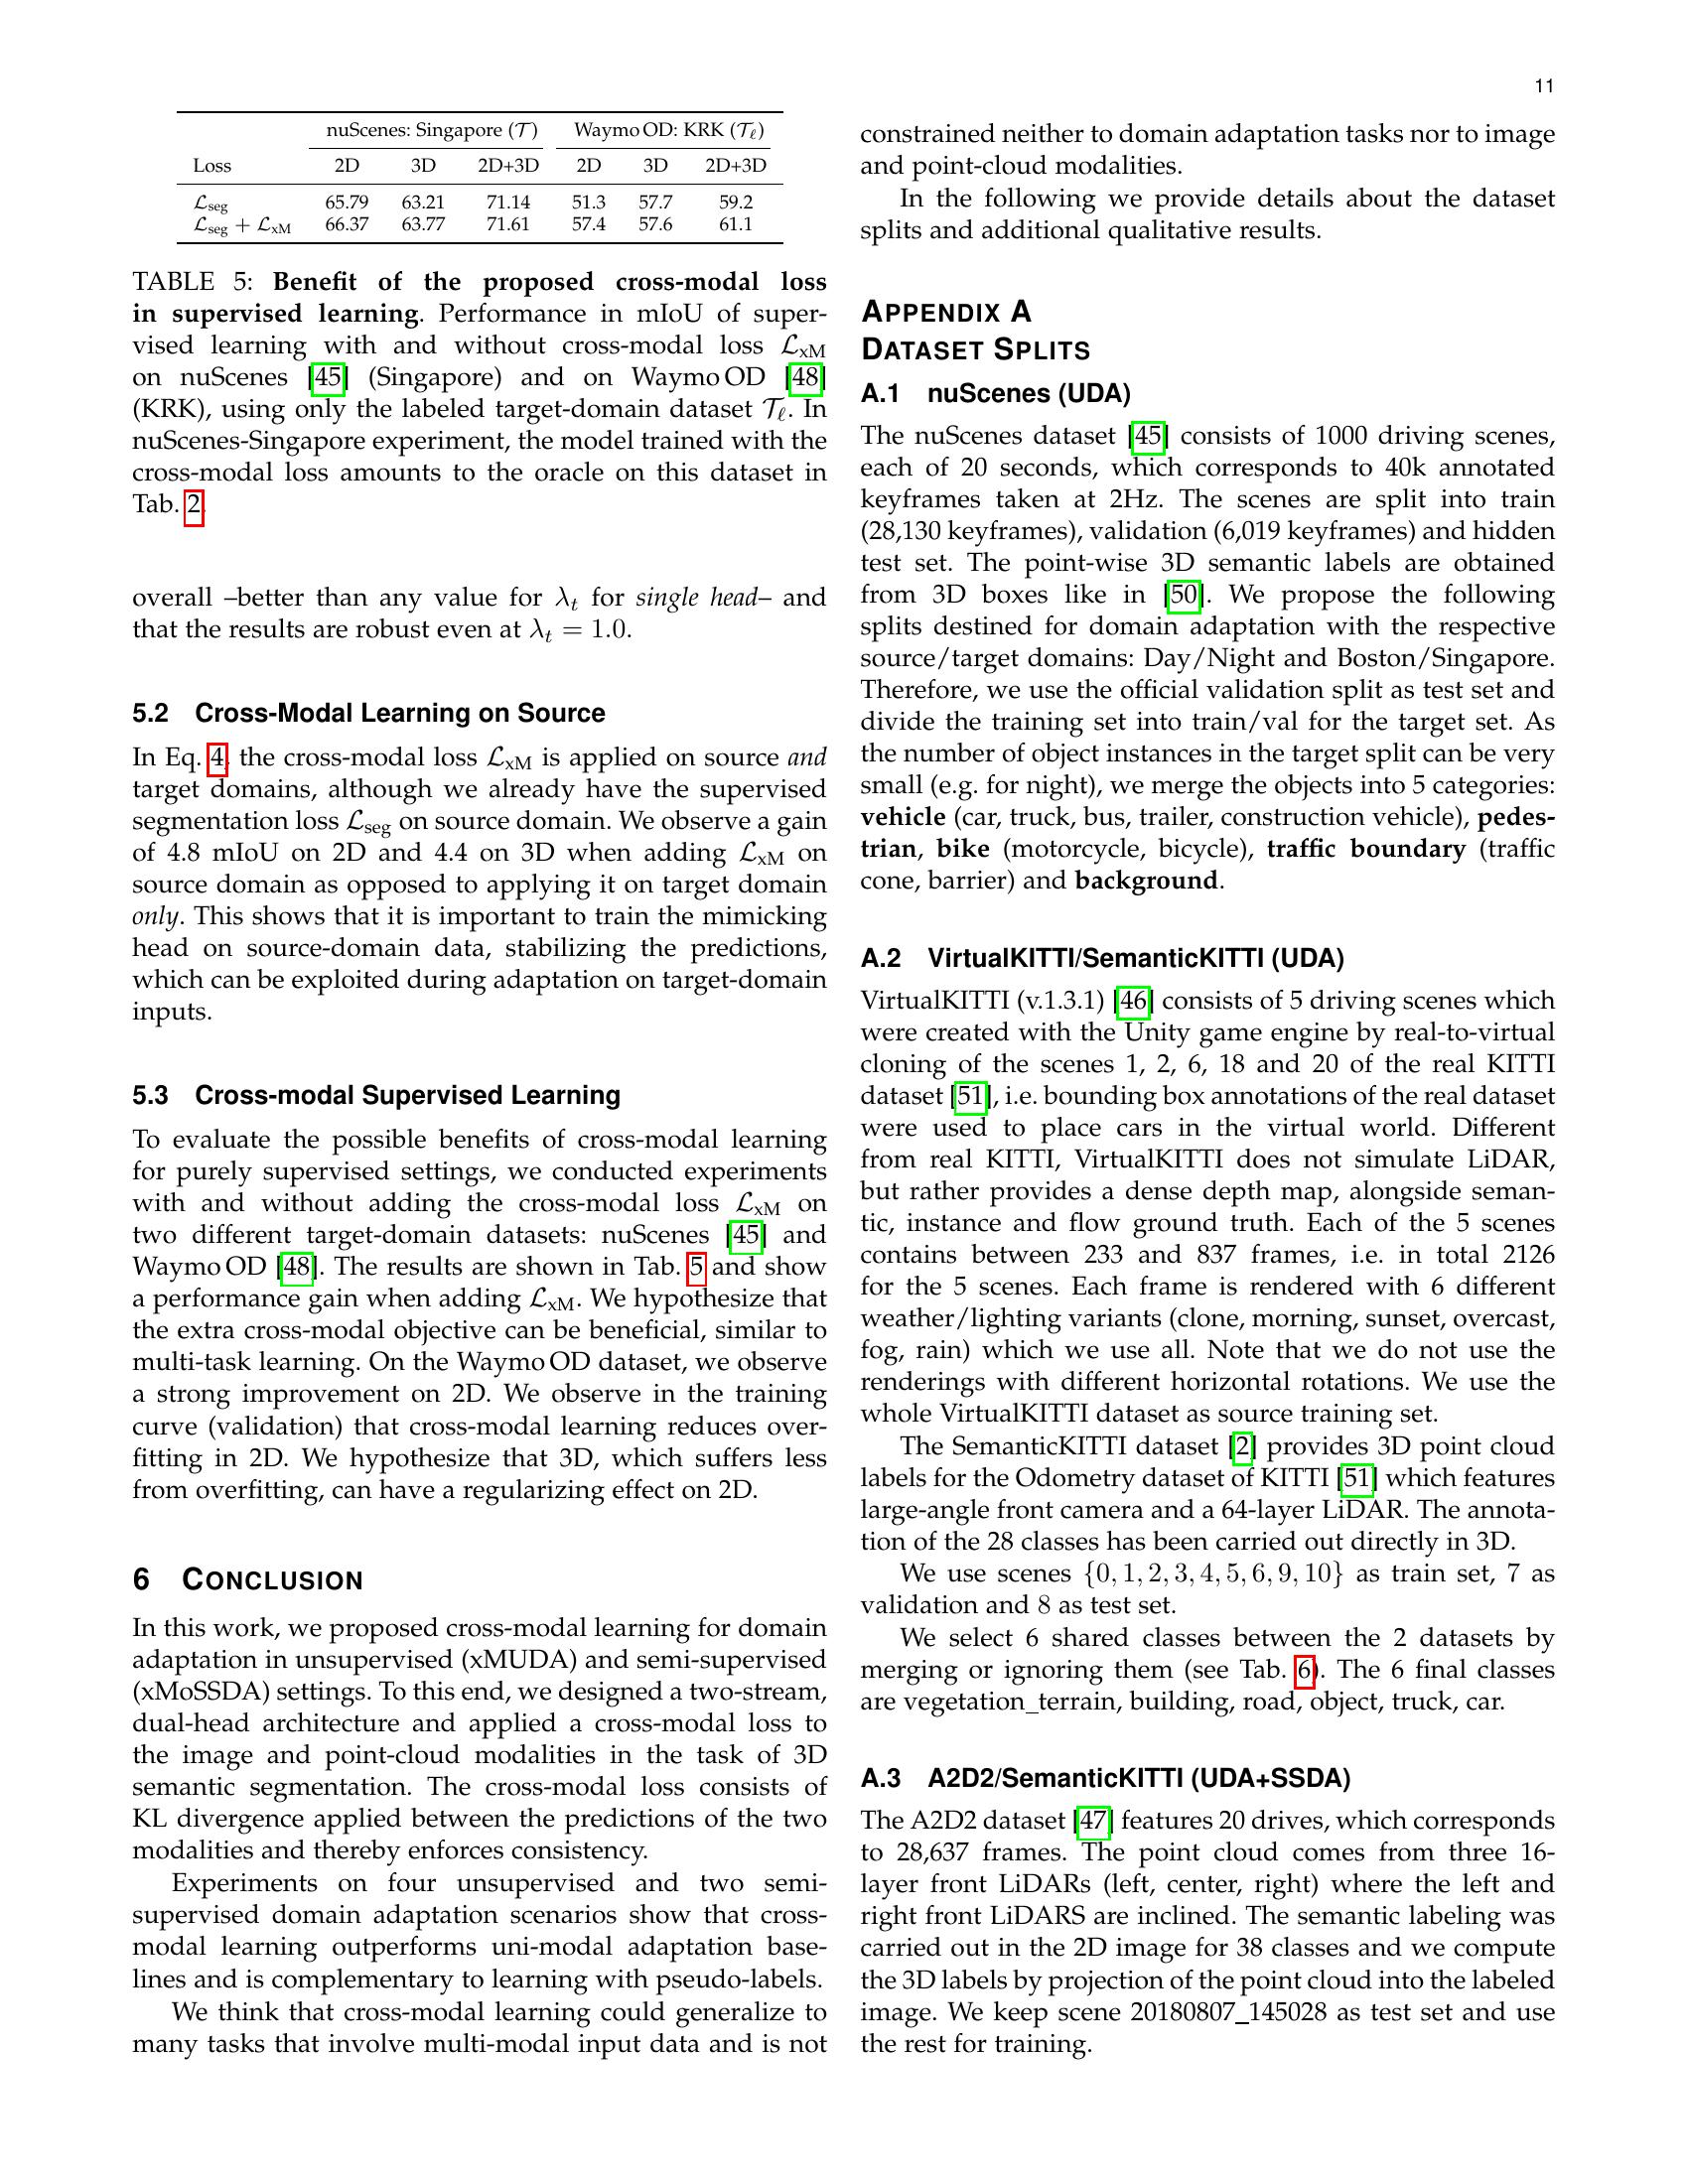 11
nuScenes: Singapore (𝒯) Waymo OD: KRK (𝒯ℓ)
Loss 2D 3D 2D+3D 2D 3D 2D+3D
ℒseg 65.79 63.21 71.14 51.3 57.7 59.2
ℒseg + ℒxM 66.37 63.77 71.61 57.4 57.6 61.1
TABLE 5: Benefit of the proposed cross-modal loss
in supervised learning. Performance in mIoU of super-
vised learning with and without cross-modal loss ℒxM
on nuScenes [45] (Singapore) and on Waymo OD [48]
(KRK), using only the labeled target-domain dataset 𝒯ℓ. In
nuScenes-Singapore experiment, the model trained with the
cross-modal loss amounts to the oracle on this dataset in
Tab. 2.
overall –better than any value for λt for single head– and
that the results are robust even at λt = 1.0.
5.2 Cross-Modal Learning on Source
In Eq. 4, the cross-modal loss ℒxM is applied on source and
target domains, although we already have the supervised
segmentation loss ℒseg on source domain. We observe a gain
of 4.8 mIoU on 2D and 4.4 on 3D when adding ℒxM on
source domain as opposed to applying it on target domain
only. This shows that it is important to train the mimicking
head on source-domain data, stabilizing the predictions,
which can be exploited during adaptation on target-domain
inputs.
5.3 Cross-modal Supervised Learning
To evaluate the possible benefits of cross-modal learning
for purely supervised settings, we conducted experiments
with and without adding the cross-modal loss ℒxM on
two different target-domain datasets: nuScenes [45] and
Waymo OD [48]. The results are shown in Tab. 5 and show
a performance gain when adding ℒxM. We hypothesize that
the extra cross-modal objective can be beneficial, similar to
multi-task learning. On the Waymo OD dataset, we observe
a strong improvement on 2D. We observe in the training
curve (validation) that cross-modal learning reduces over-
fitting in 2D. We hypothesize that 3D, which suffers less
from overfitting, can have a regularizing effect on 2D.
6 CONCLUSION
In this work, we proposed cross-modal learning for domain
adaptation in unsupervised (xMUDA) and semi-supervised
(xMoSSDA) settings. To this end, we designed a two-stream,
dual-head architecture and applied a cross-modal loss to
the image and point-cloud modalities in the task of 3D
semantic segmentation. The cross-modal loss consists of
KL divergence applied between the predictions of the two
modalities and thereby enforces consistency.
Experiments on four unsupervised and two semi-
supervised domain adaptation scenarios show that cross-
modal learning outperforms uni-modal adaptation base-
lines and is complementary to learning with pseudo-labels.
We think that cross-modal learning could generalize to
many tasks that involve multi-modal input data and is not
constrained neither to domain adaptation tasks nor to image
and point-cloud modalities.
In the following we provide details about the dataset
splits and additional qualitative results.
APPENDIX A
DATASET SPLITS
A.1 nuScenes (UDA)
The nuScenes dataset [45] consists of 1000 driving scenes,
each of 20 seconds, which corresponds to 40k annotated
keyframes taken at 2Hz. The scenes are split into train
(28,130 keyframes), validation (6,019 keyframes) and hidden
test set. The point-wise 3D semantic labels are obtained
from 3D boxes like in [50]. We propose the following
splits destined for domain adaptation with the respective
source/target domains: Day/Night and Boston/Singapore.
Therefore, we use the official validation split as test set and
divide the training set into train/val for the target set. As
the number of object instances in the target split can be very
small (e.g. for night), we merge the objects into 5 categories:
vehicle (car, truck, bus, trailer, construction vehicle), pedes-
trian, bike (motorcycle, bicycle), traffic boundary (traffic
cone, barrier) and background.
A.2 VirtualKITTI/SemanticKITTI (UDA)
VirtualKITTI (v.1.3.1) [46] consists of 5 driving scenes which
were created with the Unity game engine by real-to-virtual
cloning of the scenes 1, 2, 6, 18 and 20 of the real KITTI
dataset [51], i.e. bounding box annotations of the real dataset
were used to place cars in the virtual world. Different
from real KITTI, VirtualKITTI does not simulate LiDAR,
but rather provides a dense depth map, alongside seman-
tic, instance and flow ground truth. Each of the 5 scenes
contains between 233 and 837 frames, i.e. in total 2126
for the 5 scenes. Each frame is rendered with 6 different
weather/lighting variants (clone, morning, sunset, overcast,
fog, rain) which we use all. Note that we do not use the
renderings with different horizontal rotations. We use the
whole VirtualKITTI dataset as source training set.
The SemanticKITTI dataset [2] provides 3D point cloud
labels for the Odometry dataset of KITTI [51] which features
large-angle front camera and a 64-layer LiDAR. The annota-
tion of the 28 classes has been carried out directly in 3D.
We use scenes {0, 1, 2, 3, 4, 5, 6, 9, 10} as train set, 7 as
validation and 8 as test set.
We select 6 shared classes between the 2 datasets by
merging or ignoring them (see Tab. 6). The 6 final classes
are vegetation_terrain, building, road, object, truck, car.
A.3 A2D2/SemanticKITTI (UDA+SSDA)
The A2D2 dataset [47] features 20 drives, which corresponds
to 28,637 frames. The point cloud comes from three 16-
layer front LiDARs (left, center, right) where the left and
right front LiDARS are inclined. The semantic labeling was
carried out in the 2D image for 38 classes and we compute
the 3D labels by projection of the point cloud into the labeled
image. We keep scene 20180807_145028 as test set and use
the rest for training.